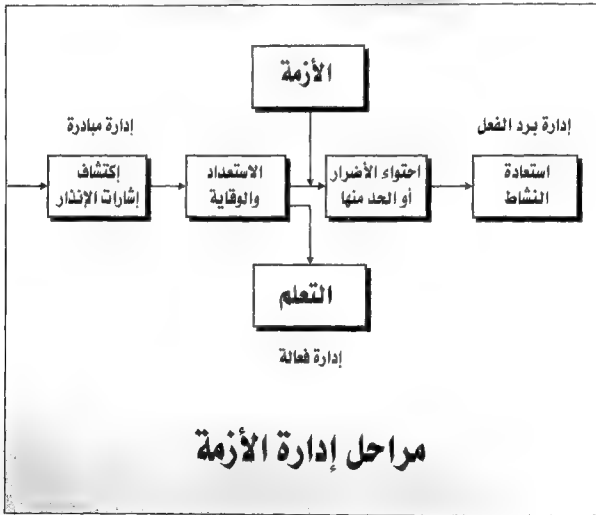 الأزمة
إدارة مبادرة
إدارة برد الفعل
إكتشاف
إشارات الإنذار
الاستعداد
والوقاية
احتواء الأضرار
أو الحد منها
استعادة
النشاط
التعلم
إدارة فعالة
مراحل إدارة الأزمة